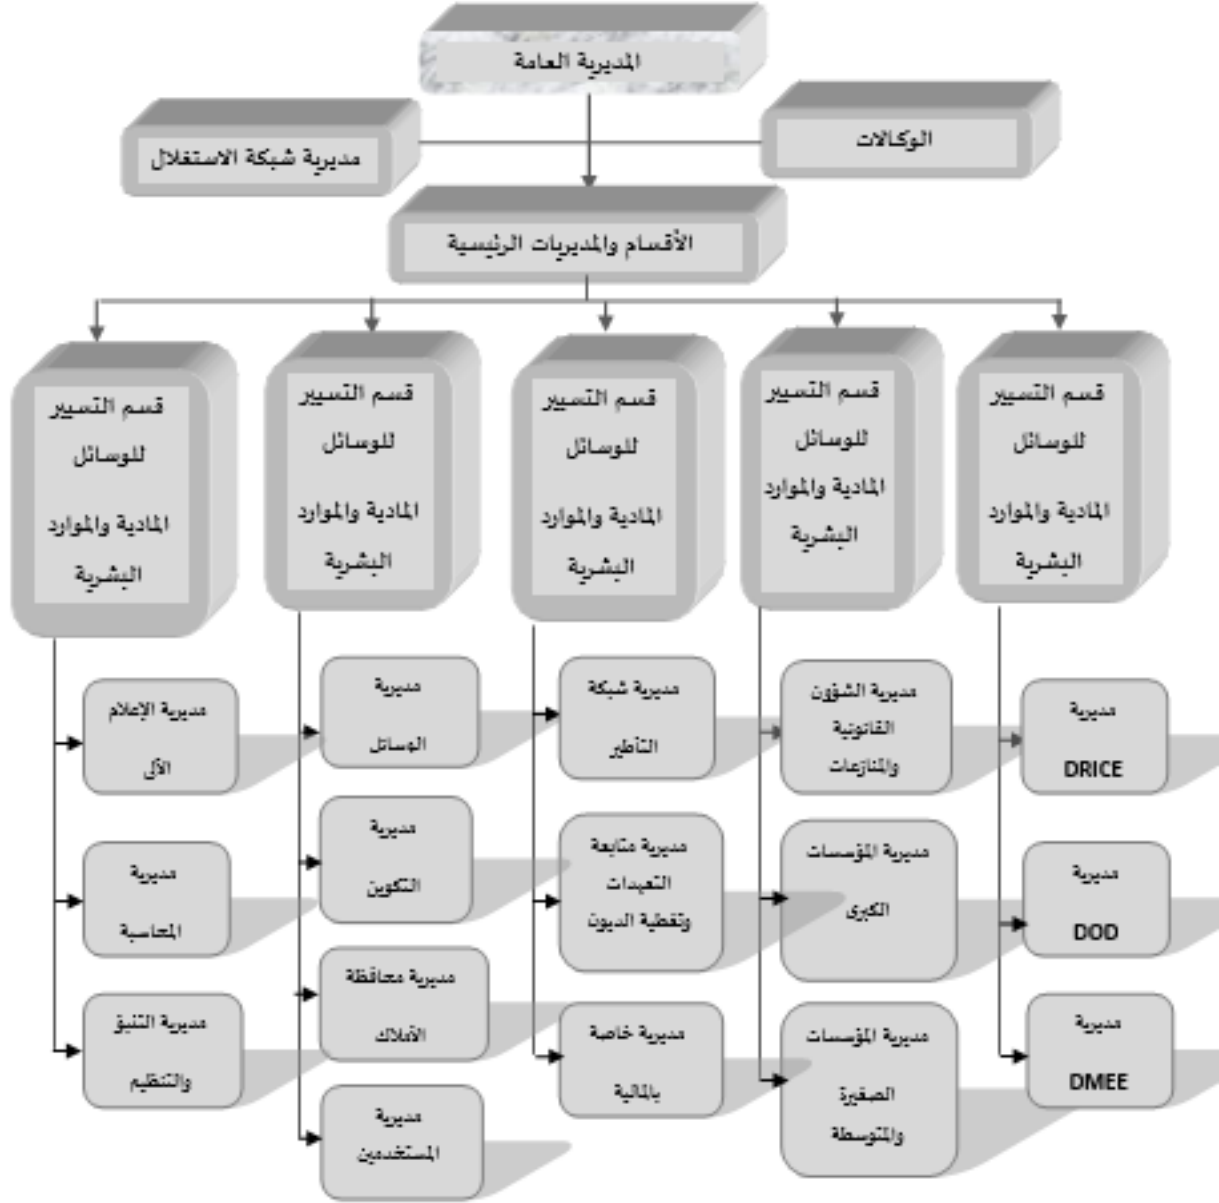 المديرية العامة
الوكالات
مديرية شبكة الاستغلال
الأقسام والمديريات الرئيسية
قسم التسيير
للوسائل
المادية والموارد
البشرية
قسم التسيير
للوسائل
المادية والموارد
البشرية
قسم التسيير
للوسائل
المادية والموارد
البشرية
قسم التسيير
للوسائل
المادية والموارد
البشرية
قسم التسيير
للوسائل
المادية والموارد
البشرية
مديرية
DRICE
مديرية
DOD
مديرية
DMEE
مديرية الشؤون
القانونية
والمنازعات
مديرية المؤسسات
الكبرى
مديرية المؤسسات
الصغيرة
والمتوسطة
مديرية شبكة
التأطير
مديرية متابعة
التعهدات
وتغطية الديون
مديرية خاصة
بالمالية
مديرية
الوسائل
مديرية
التكوين
مديرية محافظة
الأملاك
مديرية
المستخدمين
مديرية الإعلام
الآلي
مديرية
المحاسبة
مديرية التنبؤ
والتنظيم